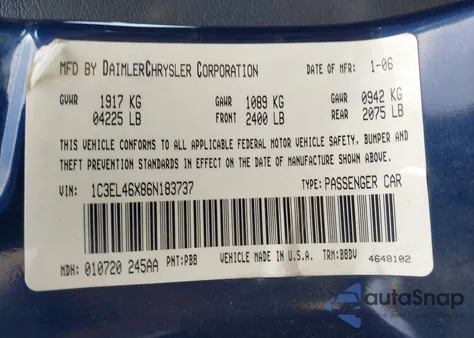 MFD BY DAIMLERCHRYSLER CORPORATION DATE OF MFR: 1-06
GVWR 1917 KG GAWR 1089 KG GAWR 0942 KG
04225 LB FRONT 2400 LB REAR 2075 LB
THIS VEHICLE CONFORMS TO ALL APPLICABLE FEDERAL MOTOR VEHICLE SAFETY, BUMPER AND
THEFT PREVENTION STANDARDS IN EFFECT ON THE DATE OF MANUFACTURE SHOWN ABOVE.
VIN: 1C3EL46X86N183737 TYPE: PASSENGER CAR
MDH: 010720 245AA PNT:PBB VEHICLE MADE IN U.S.A. TRM:B8DV 4648102
autoSnap